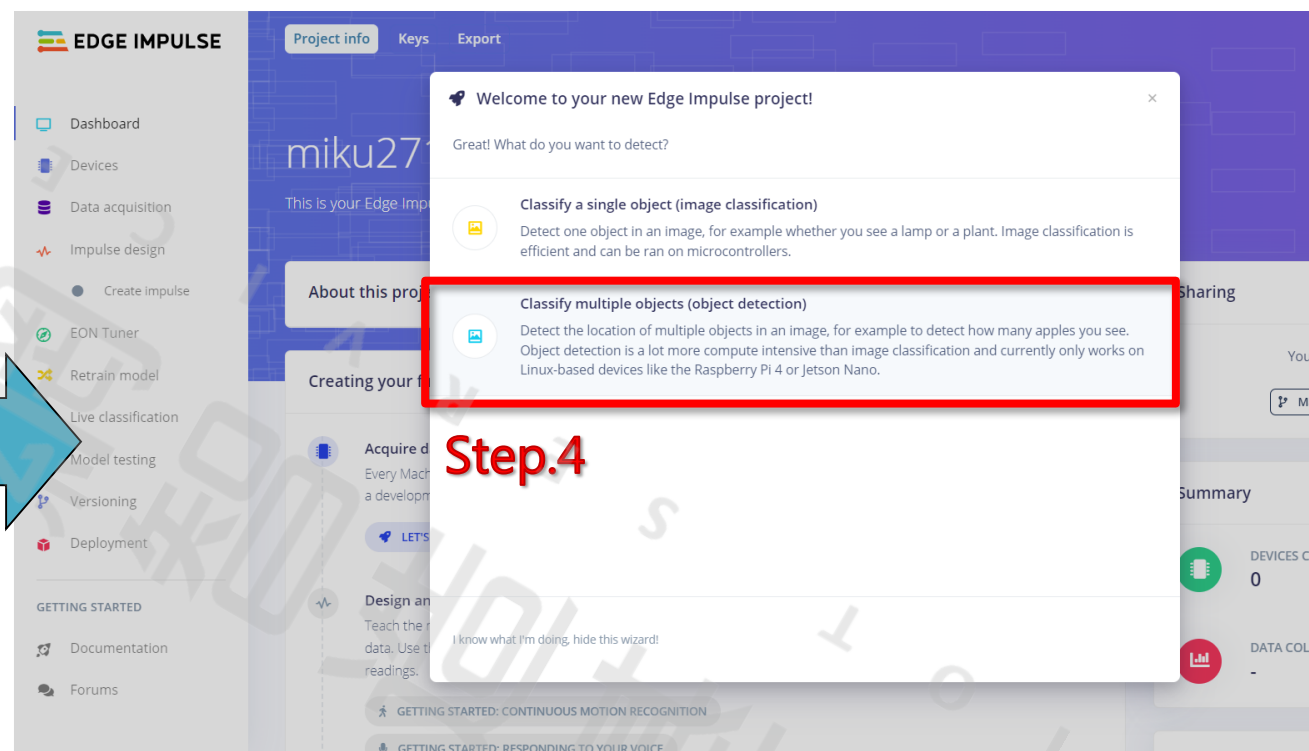 EDGE IMPULSE
Project info Keys Export
Dashboard
Devices
Data acquisition
Impulse design
Create impulse
EON Tuner
Retrain model
Live classification
Model testing
Versioning
Deployment
GETTING STARTED
Documentation
Forums
miku271
This is your Edge Imp
Welcome to your new Edge Impulse project!
×
Great! What do you want to detect?
Classify a single object (image classification)
Detect one object in an image, for example whether you see a lamp or a plant. Image classification is
efficient and can be ran on microcontrollers.
Classify multiple objects (object detection)
Detect the location of multiple objects in an image, for example to detect how many apples you see.
Object detection is a lot more compute intensive than image classification and currently only works on
Linux-based devices like the Raspberry Pi 4 or Jetson Nano.
Step.4
I know what I'm doing, hide this wizard!
About this proje
Creating your f
Acquire d
Every Mach
a developm
LET'S
Design an
Teach the
data. Use t
readings.
GETTING STARTED: CONTINUOUS MOTION RECOGNITION
GETTING STARTED: RESPONDING TO YOUR VOICE
Sharing
You
Summary
DEVICES C
0
DATA COL
-